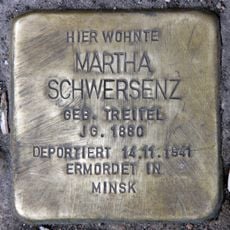 HIER WOHNTE
MARTHA
SCHWERSENZ
GEB. TREITEL
JG. 1880
DEPORTIERT 14.11.1941
ERMORDET IN
MINSK